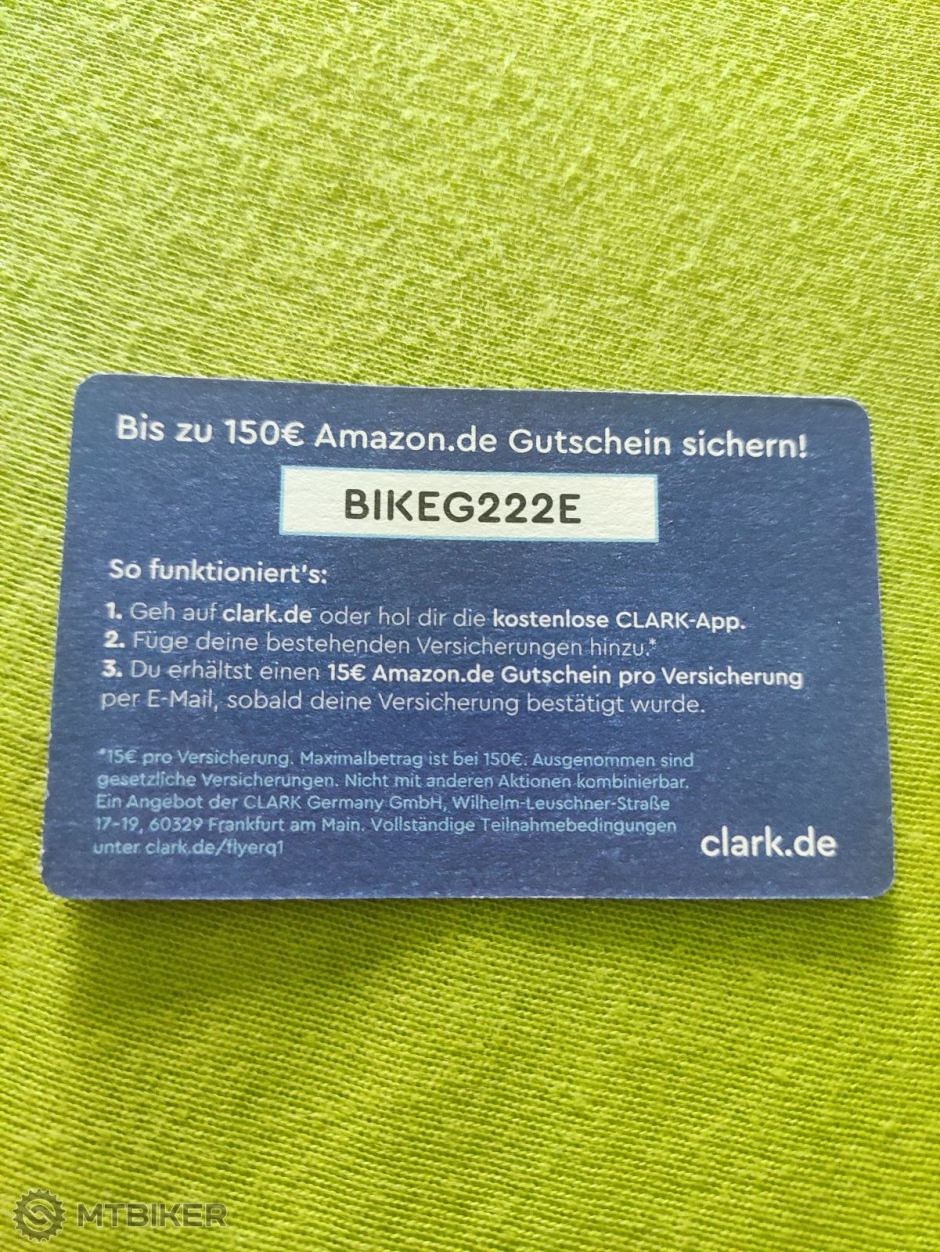 Bis zu 150€ Amazon.de Gutschein sichern!
BIKEG222E
So funktioniert's:
1. Geh auf clark.de oder hol dir die kostenlose CLARK-App.
2. Füge deine bestehenden Versicherungen hinzu.*
3. Du erhältst einen 15€ Amazon.de Gutschein pro Versicherung
per E-Mail, sobald deine Versicherung bestätigt wurde.
*15€ pro Versicherung. Maximalbetrag ist bei 150€. Ausgenommen sind
gesetzliche Versicherungen. Nicht mit anderen Aktionen kombinierbar.
Ein Angebot der CLARK Germany GmbH, Wilhelm-Leuschner-Straße
17-19, 60329 Frankfurt am Main. Vollständige Teilnahmebedingungen
unter clark.de/flyerq1
clark.de
MTBIKER